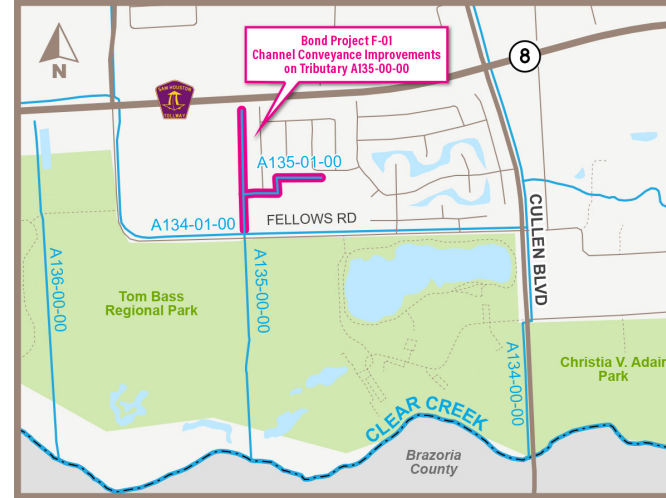 Bond Project F-01
Channel Conveyance Improvements
on Tributary A135-00-00
N
SAM HOUSTON
TOLLWAY
8
A135-01-00
A134-01-00
FELLOWS RD
CULLEN BLVD
A136-00-00
A135-00-00
Tom Bass
Regional Park
A134-00-00
Christia V. Adair
Park
CLEAR CREEK
Brazoria
County